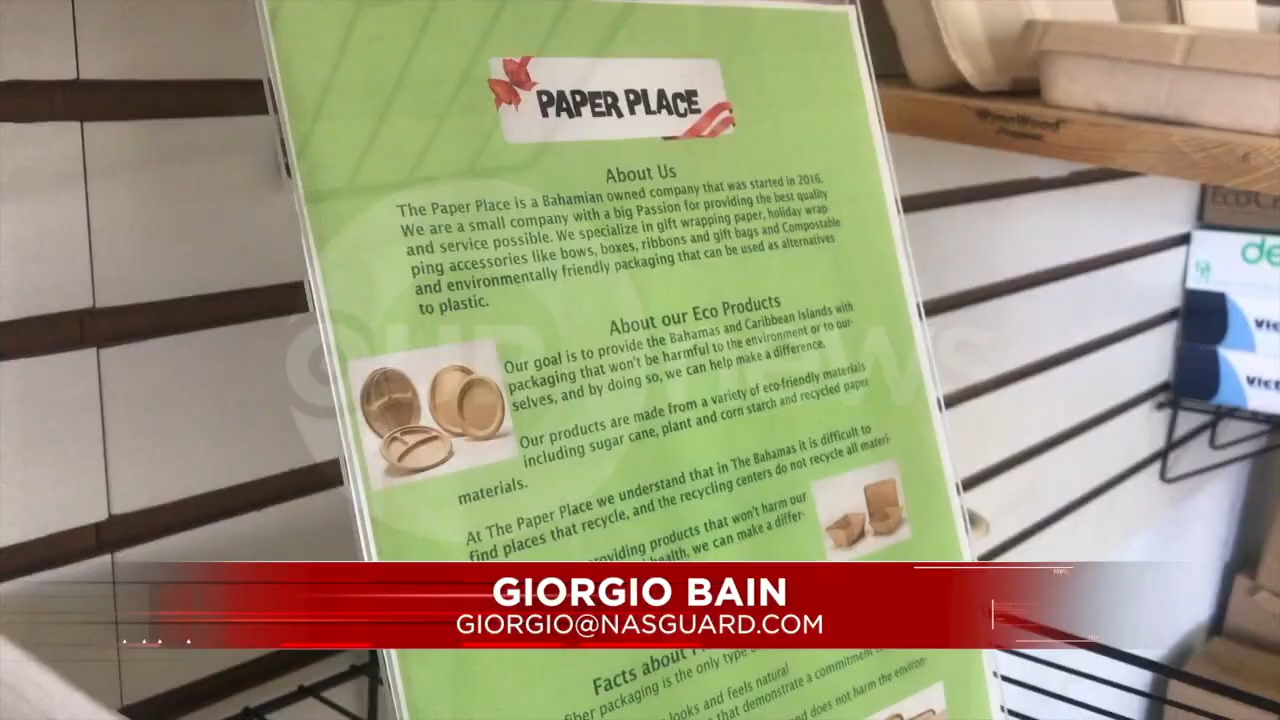 PAPER PLACE
About Us
The Paper Place is a Bahamian owned company that was started in 2016.
We are a small company with a big Passion for providing the best quality
and service possible. We specialize in gift wrapping paper, holiday wrap-
ping accessories like bows, boxes, ribbons and gift bags and Compostable
and environmentally friendly packaging that can be used as alternatives
to plastic.
About our Eco Products
Our goal is to provide the Bahamas and Caribbean Islands with
packaging that won't be harmful to the environment or to our-
selves, and by doing so, we can help make a difference.
Our products are made from a variety of eco-friendly materials
including sugar cane, plant and corn starch and recycled paper
materials.
At The Paper Place we understand that in The Bahamas it is difficult to
find places that recycle, and the recycling centers do not recycle all materi-
providing products that won't harm our
health, we can make a differ-
GIORGIO BAIN
GIORGIO@NASGUARD.COM
Facts about
fiber packaging is the only type
looks and feels natural
that demonstrate a commitment
and does not harm the environ-
OUR NEWS
de